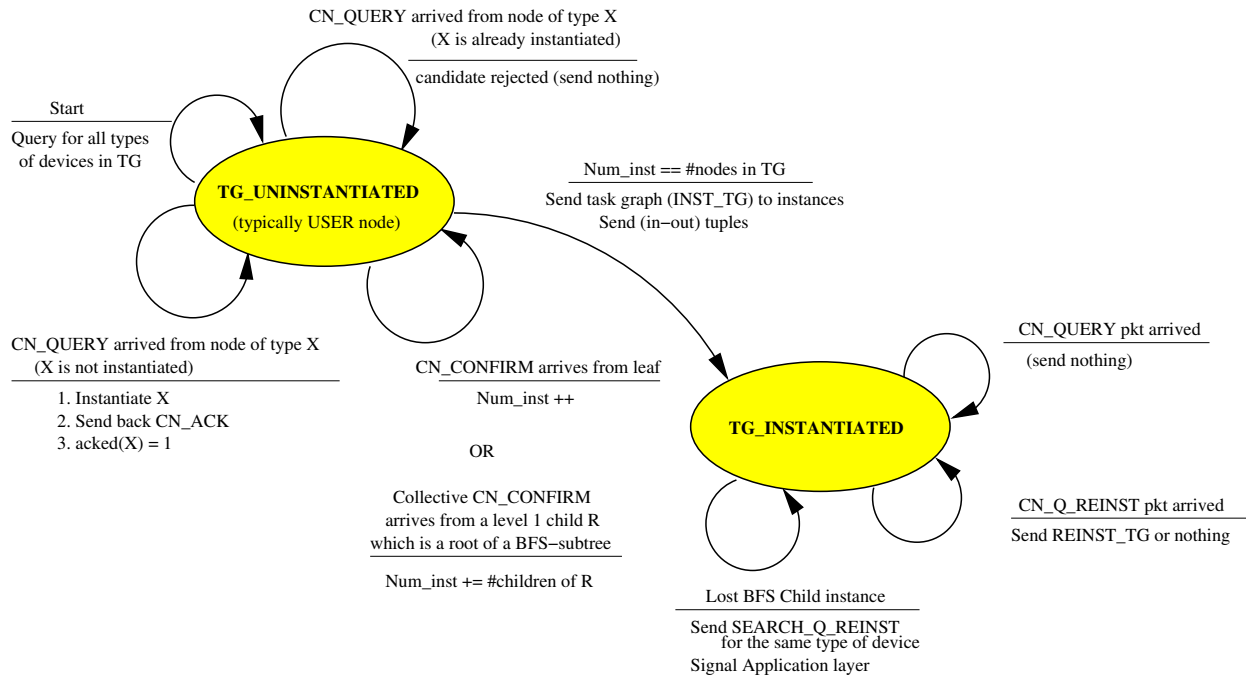 CN_QUERY arrived from node of type X
(X is already instantiated)
candidate rejected (send nothing)
Start
Query for all types
of devices in TG
TG_UNINSTANTIATED
(typically USER node)
Num_inst == #nodes in TG
Send task graph (INST_TG) to instances
Send (in−out) tuples
CN_QUERY arrived from node of type X
(X is not instantiated)
1. Instantiate X
2. Send back CN_ACK
3. acked(X) = 1
CN_CONFIRM arrives from leaf
Num_inst ++
OR
Collective CN_CONFIRM
arrives from a level 1 child R
which is a root of a BFS−subtree
Num_inst += #children of R
CN_QUERY pkt arrived
(send nothing)
TG_INSTANTIATED
CN_Q_REINST pkt arrived
Send REINST_TG or nothing
Lost BFS Child instance
Send SEARCH_Q_REINST
for the same type of device
Signal Application layer